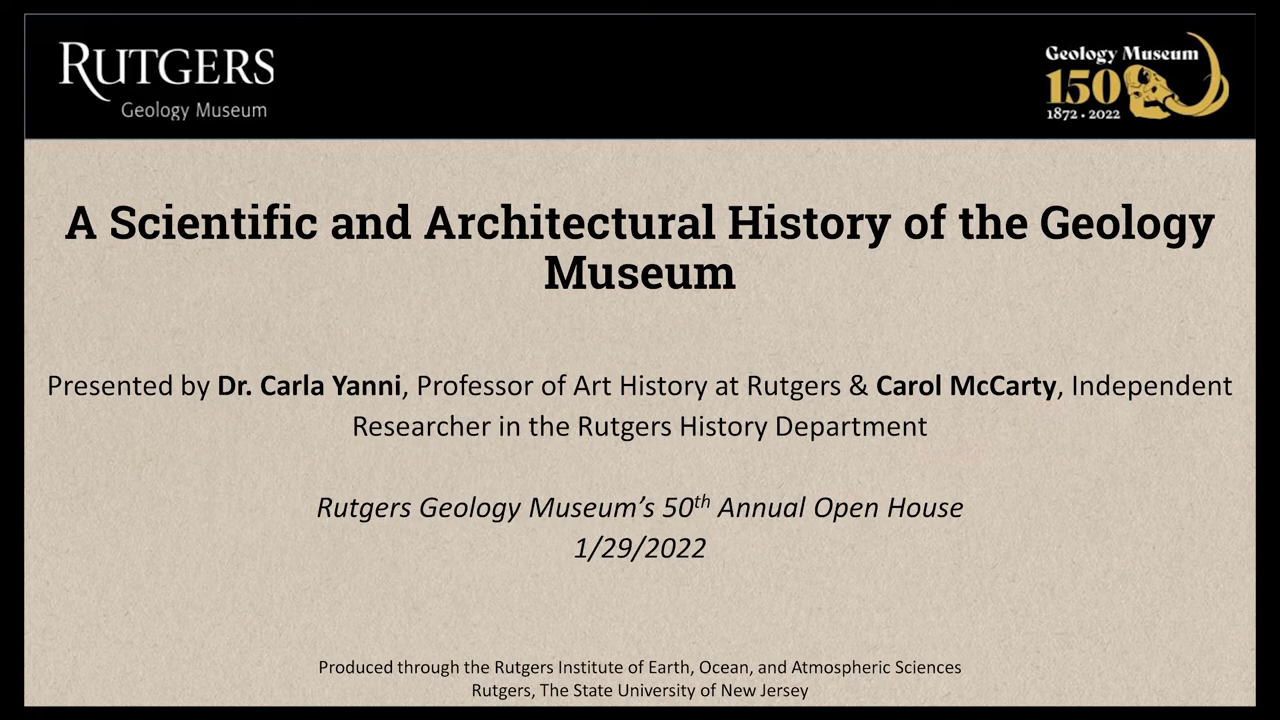 RUTGERS
Geology Museum
Geology Museum
150
1872 • 2022
A Scientific and Architectural History of the Geology
Museum
Presented by Dr. Carla Yanni, Professor of Art History at Rutgers & Carol McCarty, Independent
Researcher in the Rutgers History Department
Rutgers Geology Museum’s 50th Annual Open House
1/29/2022
Produced through the Rutgers Institute of Earth, Ocean, and Atmospheric Sciences
Rutgers, The State University of New Jersey